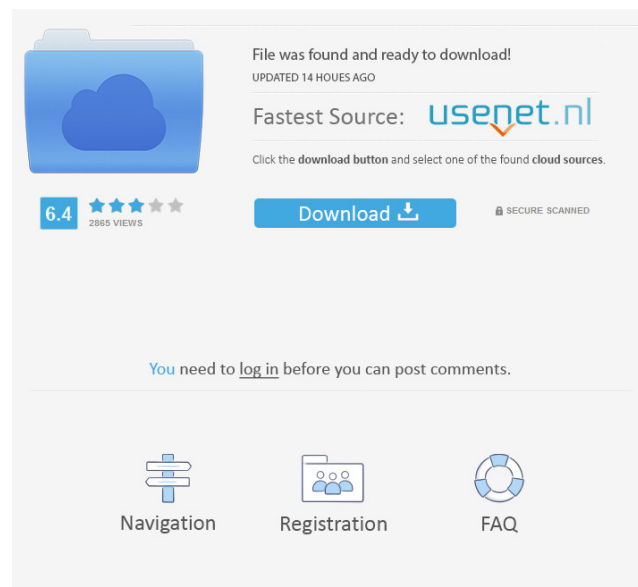 File was found and ready to download!
UPDATED 14 HOUES AGO
Fastest Source: usenet.nl
Click the download button and select one of the found cloud sources.
6.4
2865 VIEWS
Download
SECURE SCANNED
You need to log in before you can post comments.
Navigation
Registration
FAQ